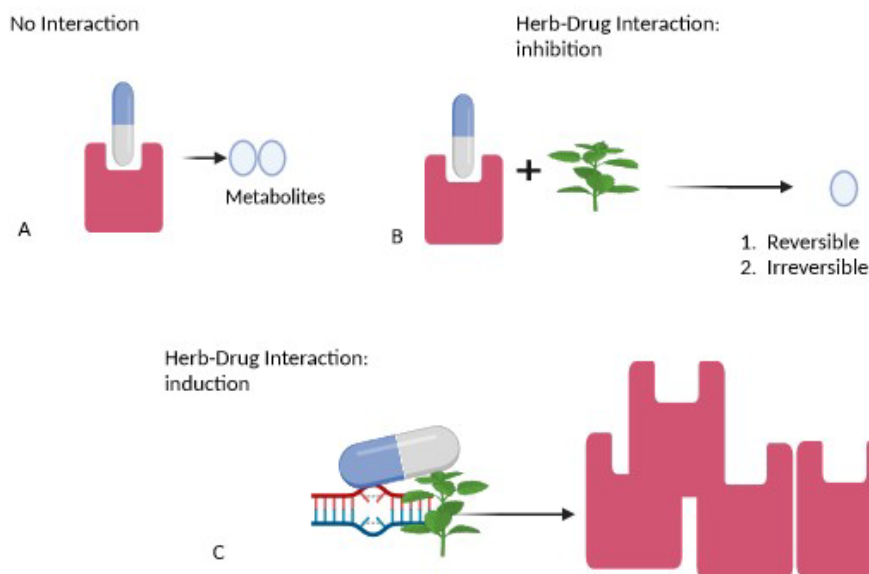 No Interaction
Herb-Drug Interaction:
inhibition
+
Metabolites
A
B
1. Reversible
2. Irreversible
Herb-Drug Interaction:
induction
C